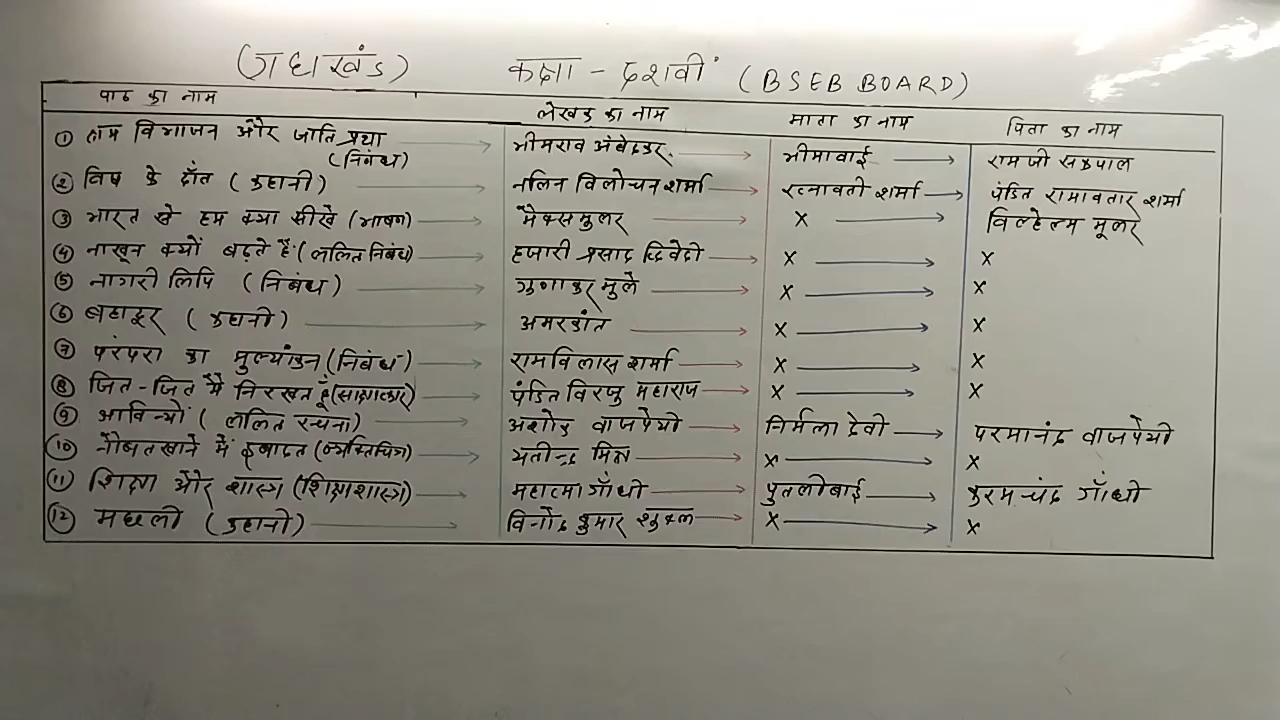 (गद्यखंड) कक्षा - दशवीं (BSEB BOARD)
पाठ का नाम लेखक का नाम माता का नाम पिता का नाम
① श्रम विभाजन और जाति प्रथा (निबंध) → भीमराव अंबेदकर → भीमाबाई → रामजी सकपाल
② विष के दाँत (कहानी) → नलिन विलोचन शर्मा → रत्नावती शर्मा → पंडित रामावतार शर्मा
③ भारत से हम क्या सीखे (भाषण) → मैक्समुलर → X → विल्हेल्म मूलर
④ नाखून क्यों बढ़ते हैं (ललित निबंध) → हजारी प्रसाद द्विवेदी → X → X
⑤ नागरी लिपि (निबंध) → गुणाकर मुले → X → X
⑥ बहादूर (कहानी) → अमरकांत → X → X
⑦ परंपरा का मुल्यांकन (निबंध) → रामविलास शर्मा → X → X
⑧ जित-जित मैं निरखत हूँ (साक्षात्कार) → पंडित बिरजु महाराज → X → X
⑨ आविन्यों (ललित रचना) → अशोक वाजपेयी → निर्मला देवी → परमानंद वाजपेयी
⑩ नौबतखाने में इबादत (व्यक्तिचित्र) → यतीन्द्र मिश्र → X → X
⑪ शिक्षा और शास्त्र (शिक्षाशास्त्र) → महात्मा गाँधी → पुतलीबाई → करमचंद गाँधी
⑫ मछली (कहानी) → विनोद कुमार शुक्ल → X → X